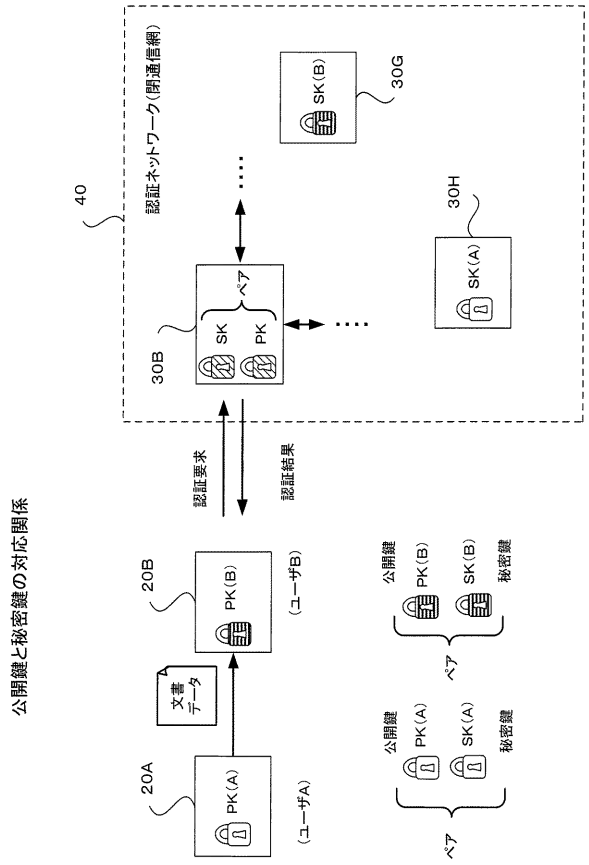 公開鍵と秘密鍵の対応関係
20A
PK(A)
(ユーザA)
文書
データ
20B
PK(B)
(ユーザB)
認証要求
認証結果
40
認証ネットワーク(閉通信網)
30B
SK
PK
ペア
‥‥
‥‥
SK(B)
30G
30H
SK(A)
公開鍵
PK(A)
SK(A)
秘密鍵
ペア
公開鍵
PK(B)
SK(B)
秘密鍵
ペア